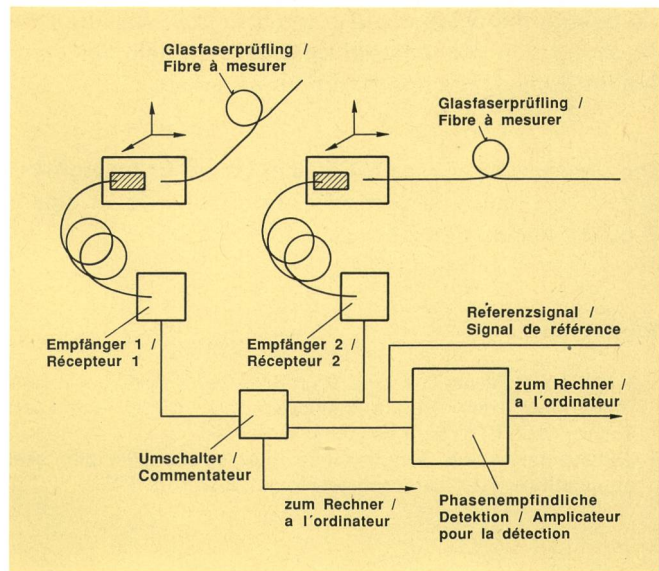 Glasfaserprüfling /
Fibre à mesurer
Glasfaserprüfling /
Fibre à mesurer
Empfänger 1 /
Récepteur 1
Empfänger 2 /
Récepteur 2
Referenzsignal /
Signal de référence
zum Rechner /
a l´ordinateur
Umschalter /
Commentateur
zum Rechner /
a l´ordinateur
Phasenempfindliche
Detektion / Amplicateur
pour la détection